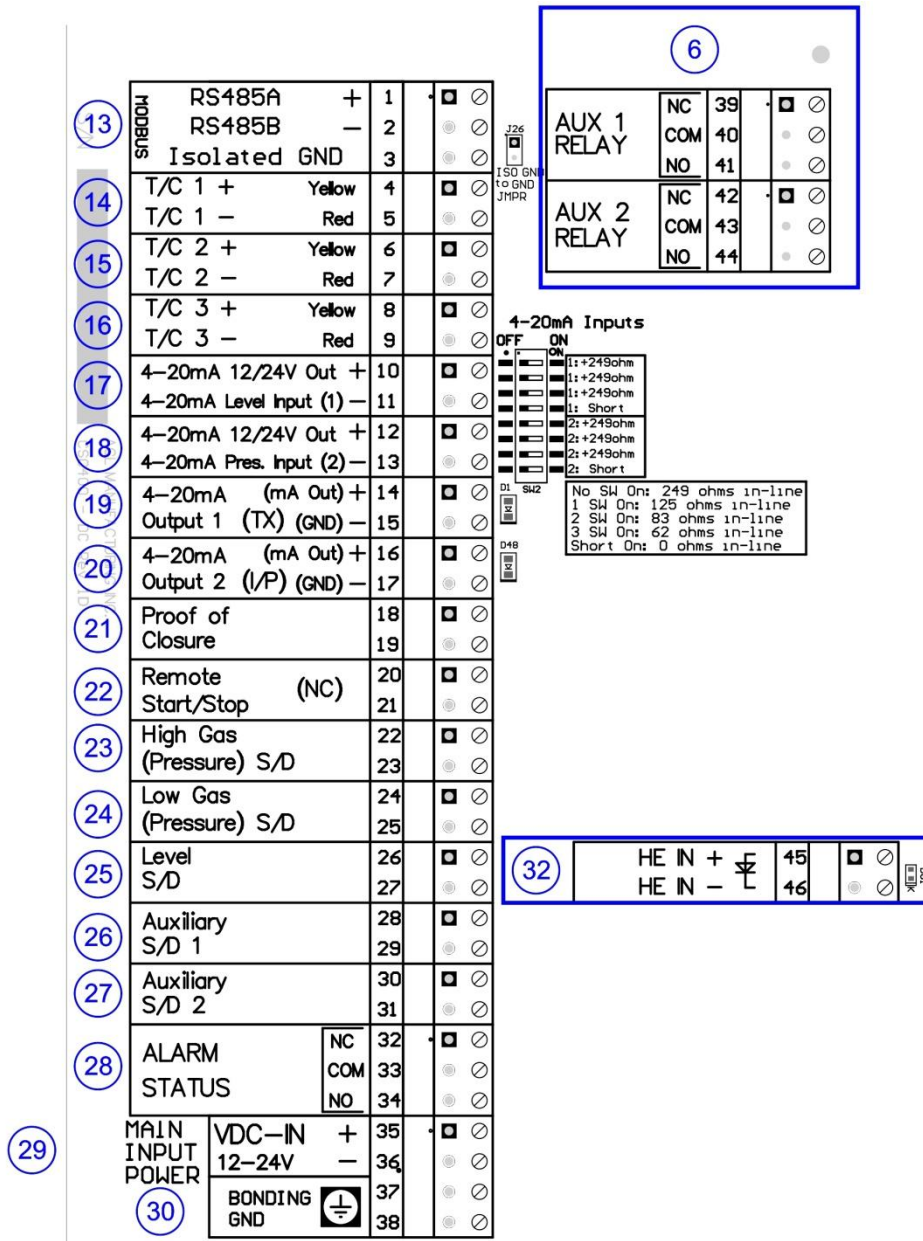 6
13
MODBUS
RS485A + 1
RS485B − 2
Isolated GND 3
J26
ISO GND
to GND
JMPR
AUX 1
RELAY
NC 39
COM 40
NO 41
AUX 2
RELAY
NC 42
COM 43
NO 44
14
T/C 1 + Yellow 4
T/C 1 − Red 5
15
T/C 2 + Yellow 6
T/C 2 − Red 7
16
T/C 3 + Yellow 8
T/C 3 − Red 9
4-20mA Inputs
OFF ON
ON
1:+249ohm
1:+249ohm
1:+249ohm
1: Short
2:+249ohm
2:+249ohm
2:+249ohm
2: Short
SW2
17
4−20mA 12/24V Out + 10
4−20mA Level Input (1) − 11
18
4−20mA 12/24V Out + 12
4−20mA Pres. Input (2) − 13
19
4−20mA (mA Out) + 14
Output 1 (TX) (GND) − 15
D1
No SW On: 249 ohms in-line
1 SW On: 125 ohms in-line
2 SW On: 83 ohms in-line
3 SW On: 62 ohms in-line
Short On: 0 ohms in-line
20
4−20mA (mA Out) + 16
Output 2 (I/P) (GND) − 17
D48
21
Proof of 18
Closure 19
22
Remote (NC) 20
Start/Stop 21
23
High Gas 22
(Pressure) S/D 23
24
Low Gas 24
(Pressure) S/D 25
25
Level 26
S/D 27
32
HE IN + 45
HE IN − 46
26
Auxiliary 28
S/D 1 29
27
Auxiliary 30
S/D 2 31
28
ALARM
STATUS
NC 32
COM 33
NO 34
29
MAIN
INPUT
POWER
30
VDC−IN + 35
12−24V − 36
BONDING 37
GND 38